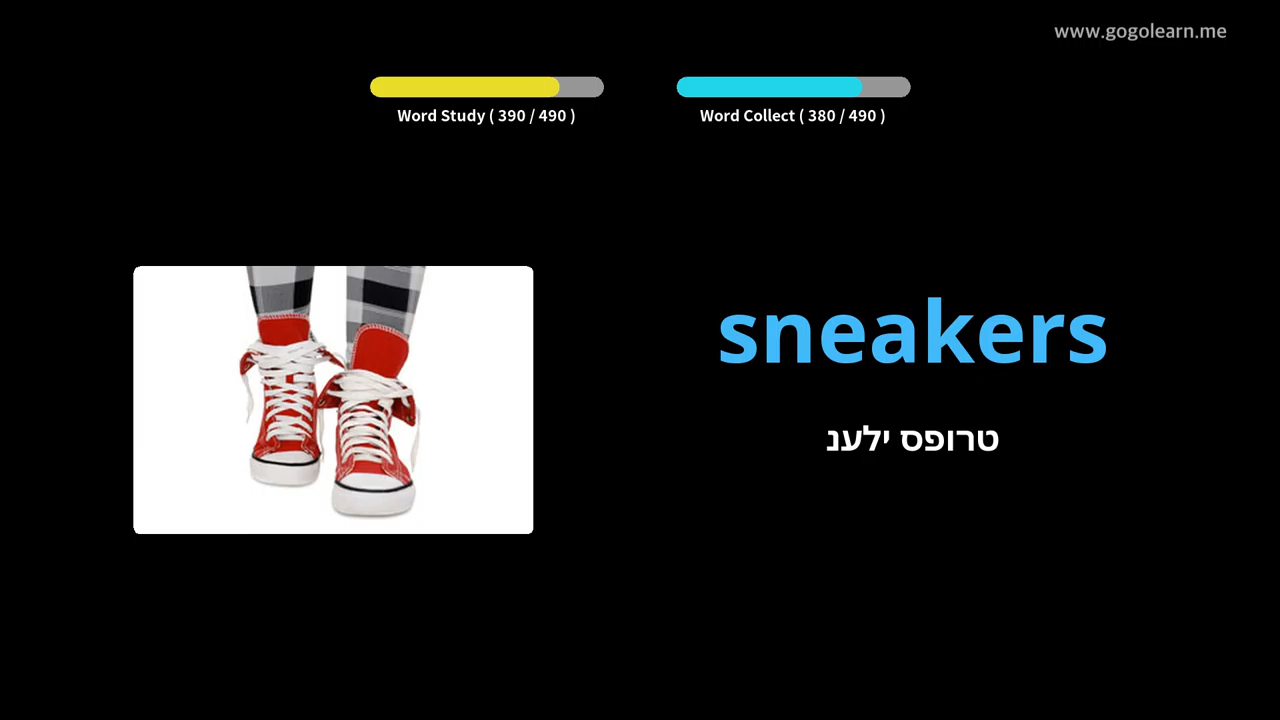 www.gogolearn.me
Word Study ( 390 / 490 )
Word Collect ( 380 / 490 )
sneakers
טרופס ילענ